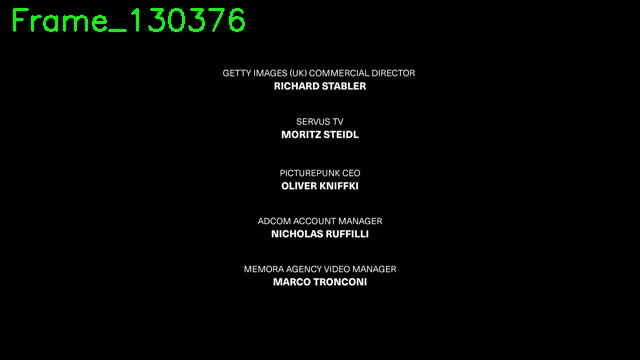 Frame_130376
GETTY IMAGES (UK) COMMERCIAL DIRECTOR
RICHARD STABLER
SERVUS TV
MORITZ STEIDL
PICTUREPUNK CEO
OLIVER KNIFFKI
ADCOM ACCOUNT MANAGER
NICHOLAS RUFFILLI
MEMORA AGENCY VIDEO MANAGER
MARCO TRONCONI